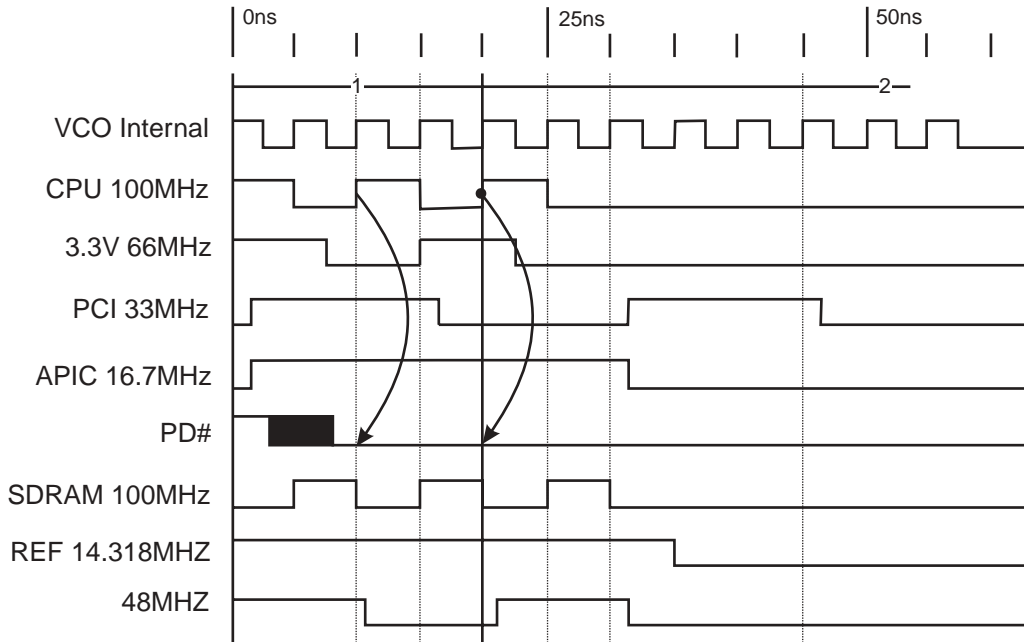 0ns 25ns 50ns
1 2
VCO Internal
CPU 100MHz
3.3V 66MHz
PCI 33MHz
APIC 16.7MHz
PD#
SDRAM 100MHz
REF 14.318MHZ
48MHZ